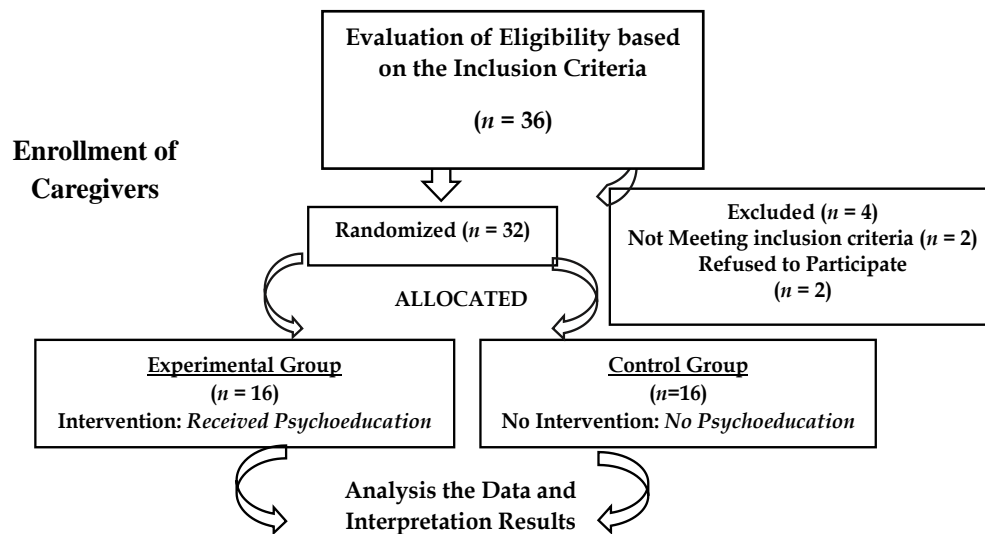 Evaluation of Eligibility based
on the Inclusion Criteria
(n = 36)
Enrollment of
Caregivers
Randomized (n = 32)
Excluded (n = 4)
Not Meeting inclusion criteria (n = 2)
Refused to Participate
(n = 2)
ALLOCATED
Experimental Group
(n = 16)
Intervention: Received Psychoeducation
Control Group
(n=16)
No Intervention: No Psychoeducation
Analysis the Data and
Interpretation Results